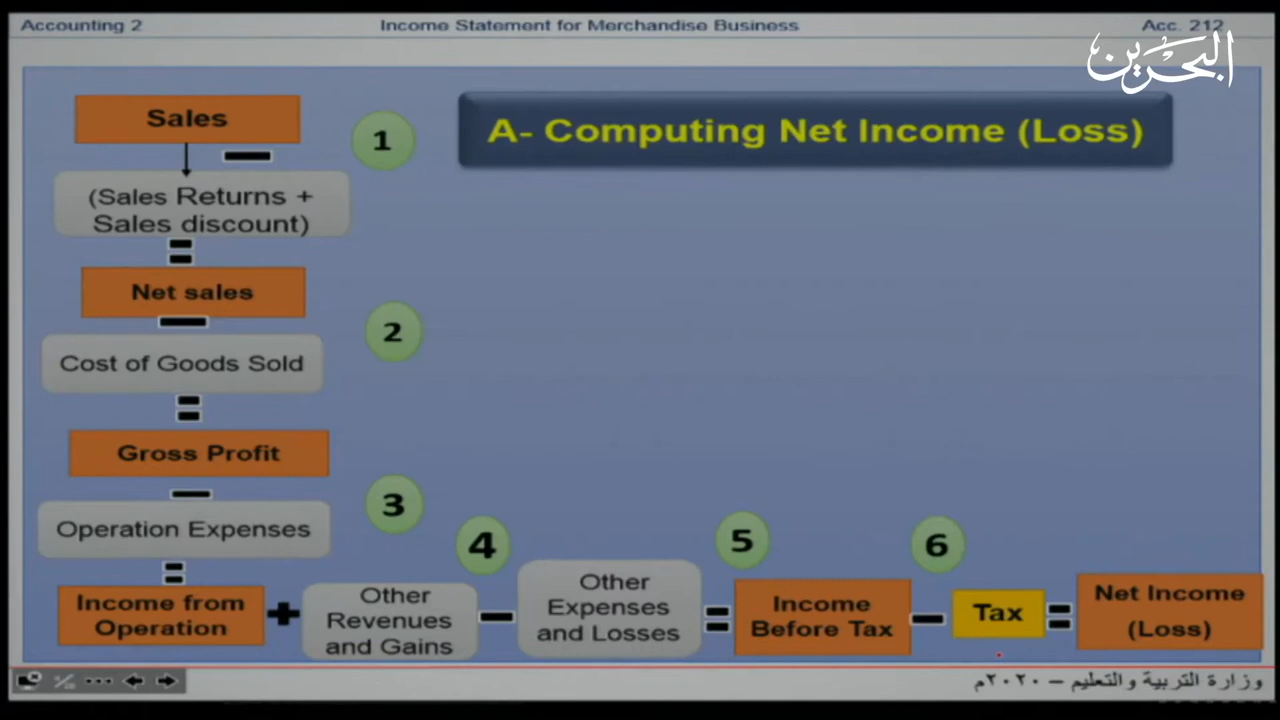 Accounting 2
Income Statement for Merchandise Business
Acc. 212
البحرين
A- Computing Net Income (Loss)
Sales
1
(Sales Returns +
Sales discount)
Net sales
2
Cost of Goods Sold
Gross Profit
3
Operation Expenses
4
5
6
Income from
Operation
+
Other
Revenues
and Gains
Other
Expenses
and Losses
=
Income
Before Tax
Tax
=
Net Income
(Loss)
وزارة التربية والتعليم – ٢٠٢٠م